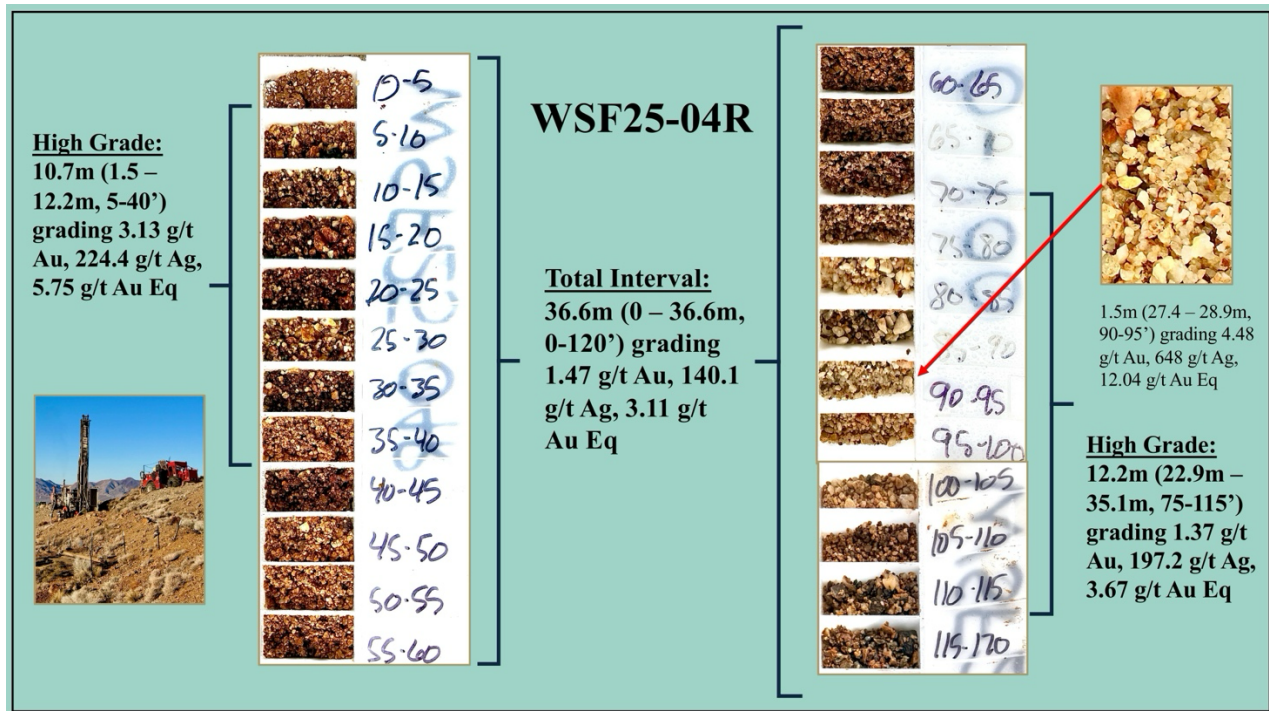 WSF25-04R
High Grade:
10.7m (1.5 –
12.2m, 5-40’)
grading 3.13 g/t
Au, 224.4 g/t Ag,
5.75 g/t Au Eq
0-5
5-10
10-15
15-20
20-25
25-30
30-35
35-40
40-45
45-50
50-55
55-60
Total Interval:
36.6m (0 – 36.6m,
0-120’) grading
1.47 g/t Au, 140.1
g/t Ag, 3.11 g/t
Au Eq
60-65
65-70
70-75
75-80
80-85
85-90
90-95
95-100
100-105
105-110
110-115
115-120
1.5m (27.4 – 28.9m,
90-95’) grading 4.48
g/t Au, 648 g/t Ag,
12.04 g/t Au Eq
High Grade:
12.2m (22.9m –
35.1m, 75-115’)
grading 1.37 g/t
Au, 197.2 g/t Ag,
3.67 g/t Au Eq